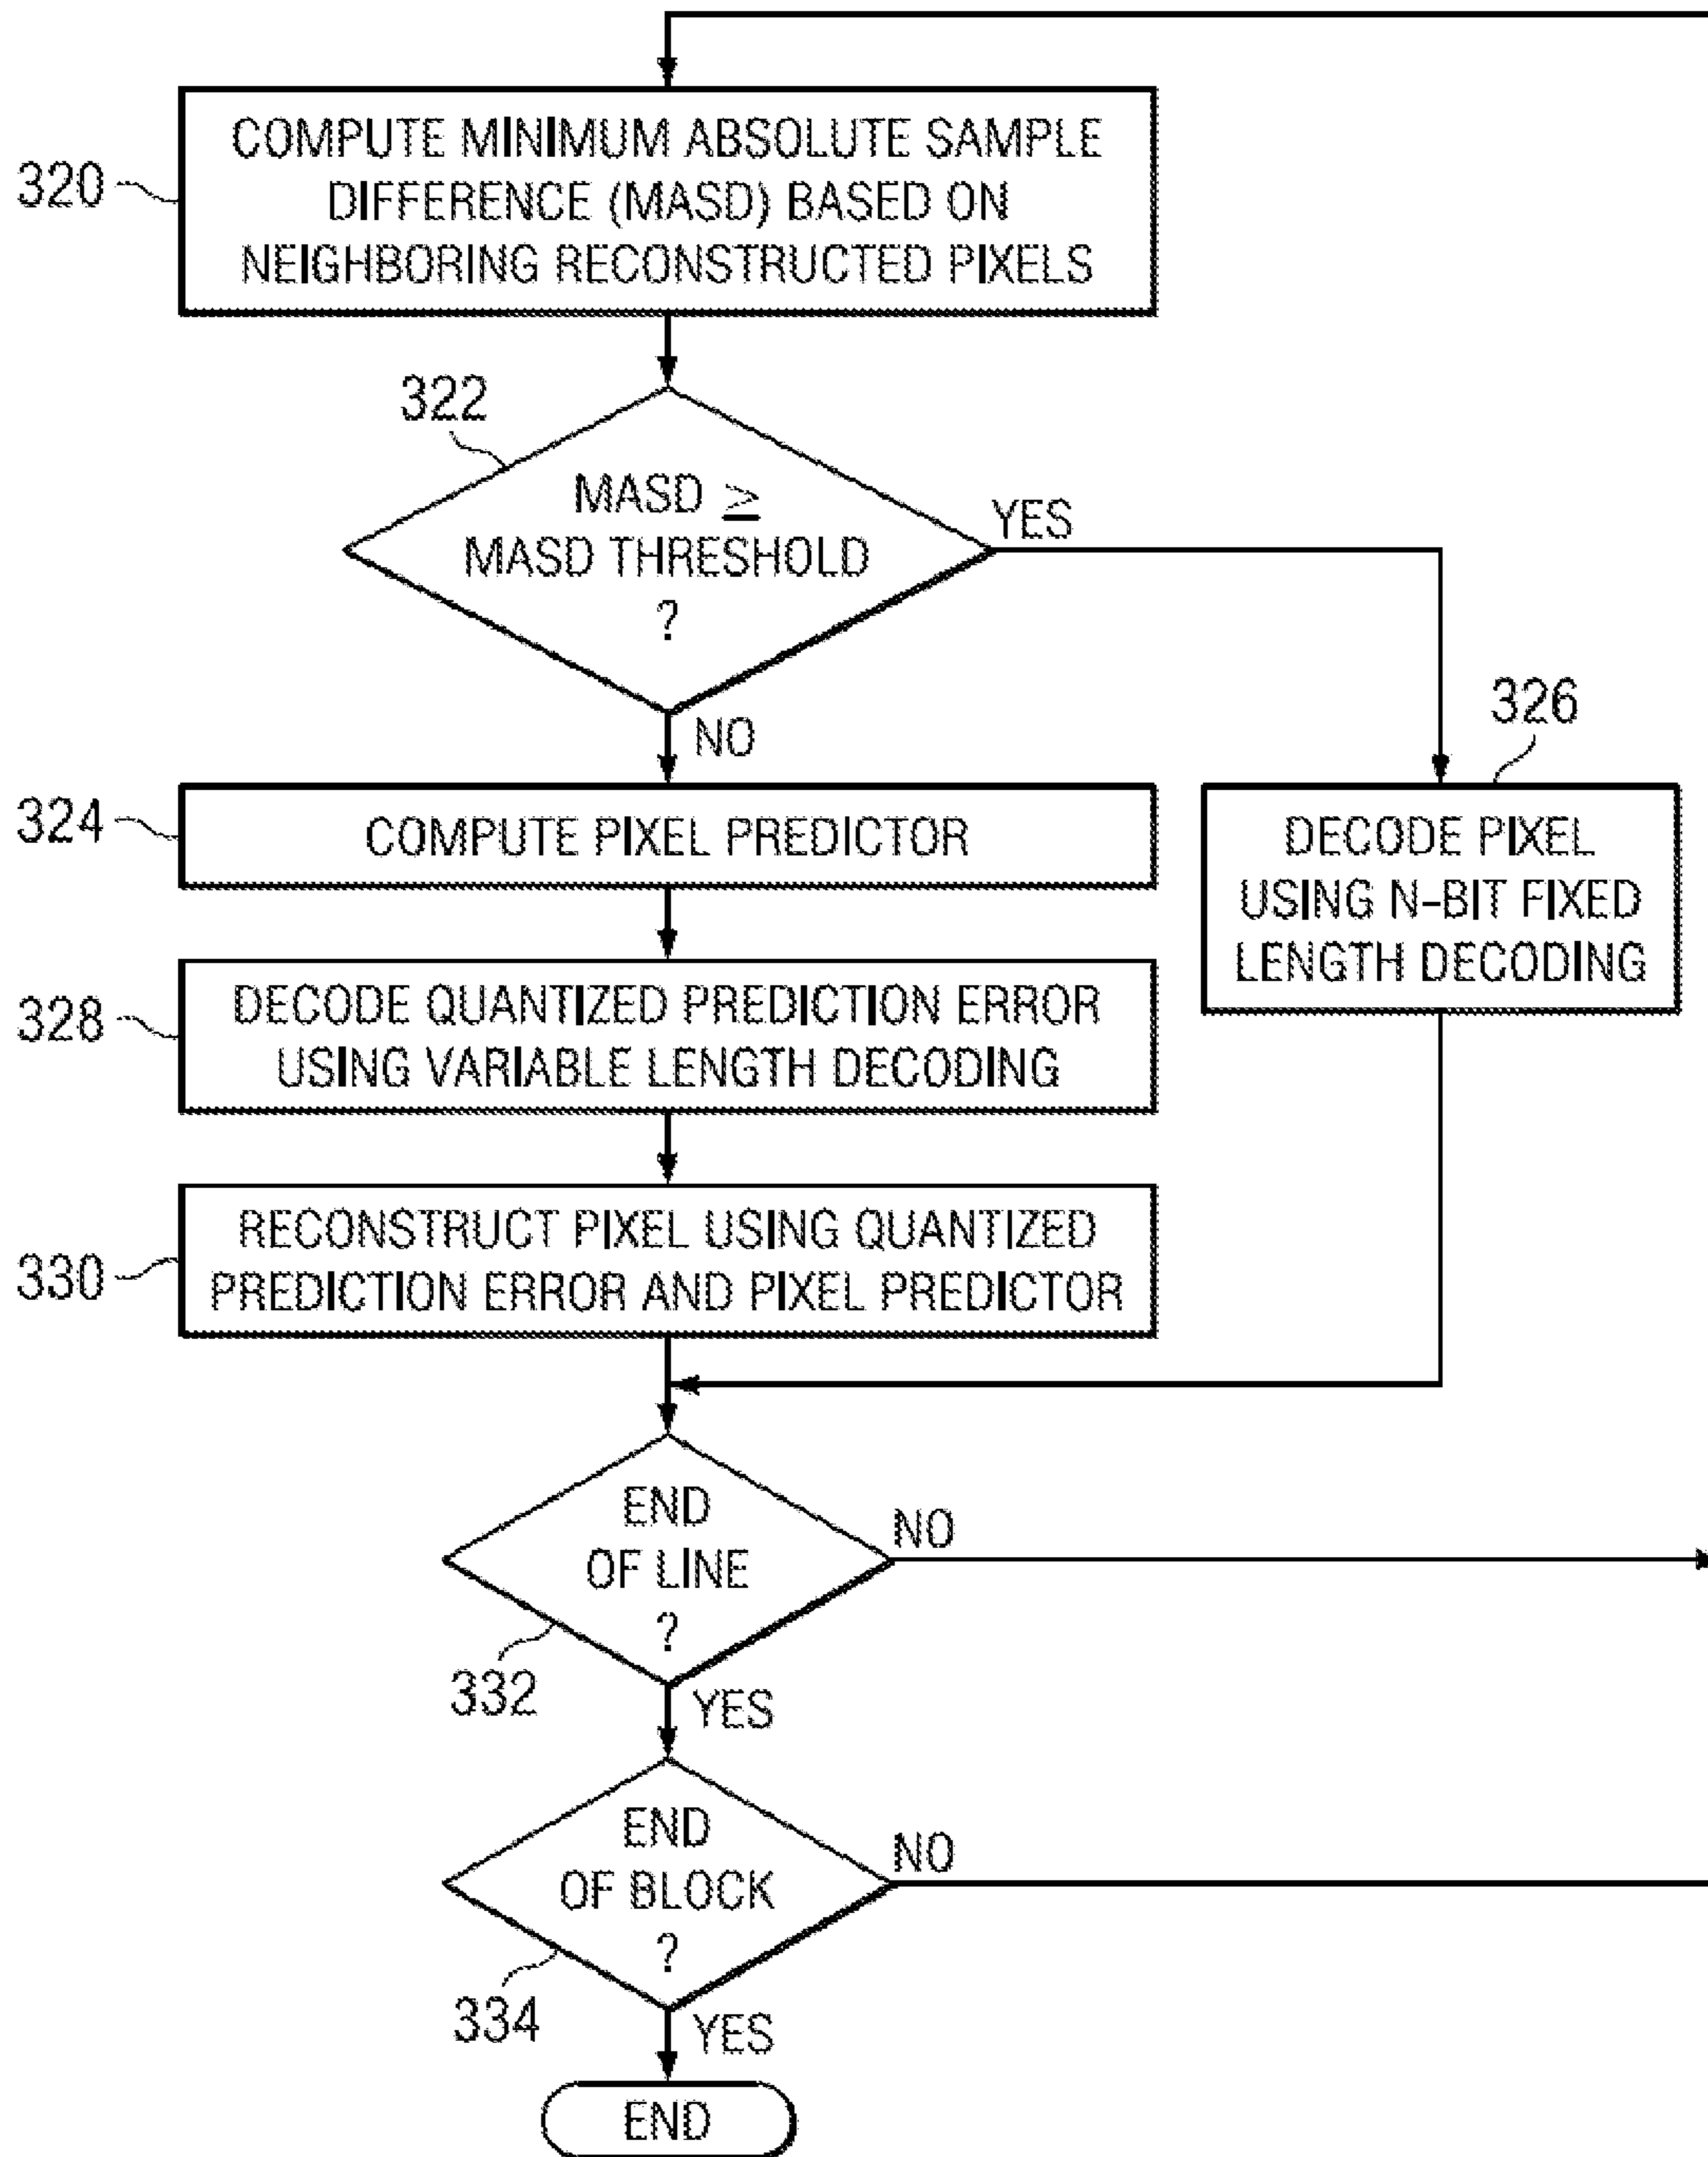 320
COMPUTE MINIMUM ABSOLUTE SAMPLE
DIFFERENCE (MASD) BASED ON
NEIGHBORING RECONSTRUCTED PIXELS
322
MASD ≥
MASD THRESHOLD
?
YES
NO
326
324
COMPUTE PIXEL PREDICTOR
DECODE PIXEL
USING N-BIT FIXED
LENGTH DECODING
328
DECODE QUANTIZED PREDICTION ERROR
USING VARIABLE LENGTH DECODING
330
RECONSTRUCT PIXEL USING QUANTIZED
PREDICTION ERROR AND PIXEL PREDICTOR
END
OF LINE
?
NO
332
YES
END
OF BLOCK
?
NO
334
YES
END